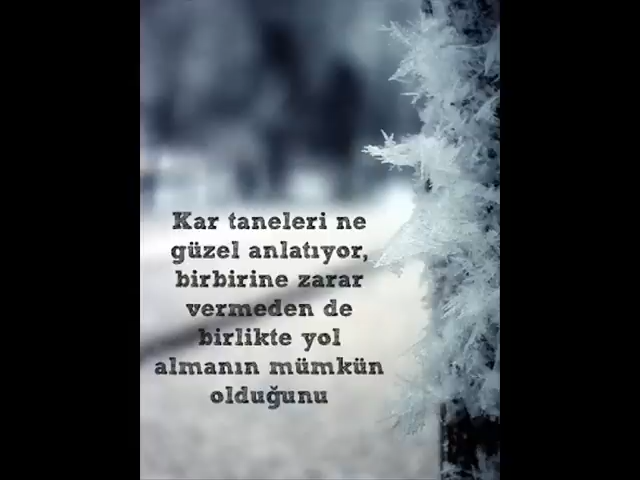 Kar taneleri ne
güzel anlatıyor,
birbirine zarar
vermeden de
birlikte yol
almanın mümkün
olduğunu